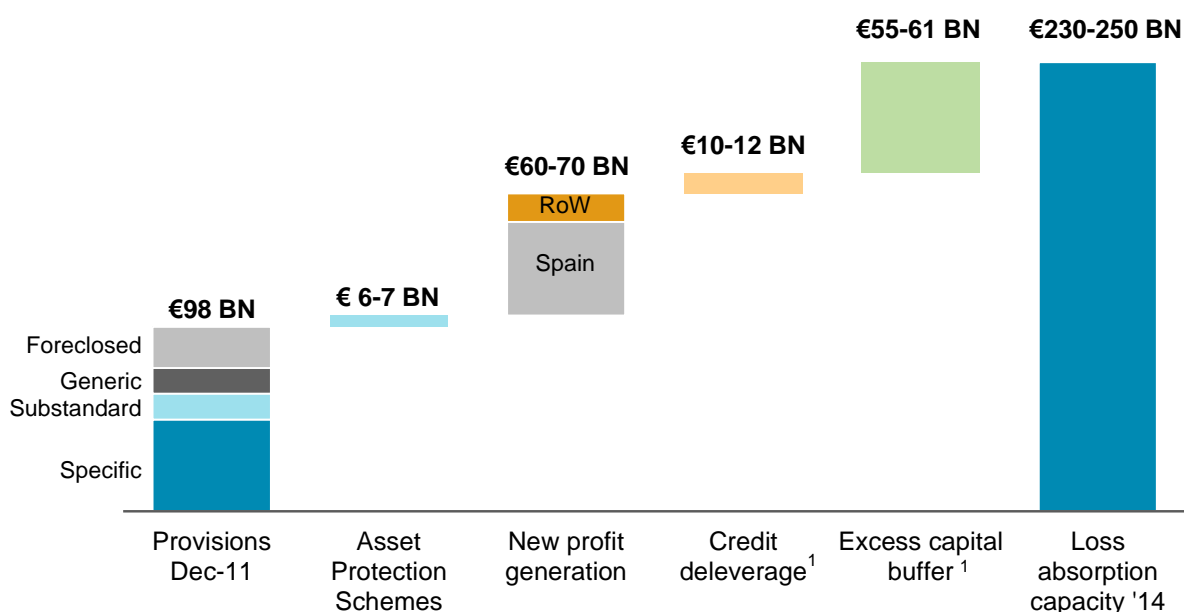 €55-61 BN
€230-250 BN
€10-12 BN
€60-70 BN
RoW
Spain
€ 6-7 BN
€98 BN
Foreclosed
Generic
Substandard
Specific
Provisions
Dec-11
Asset
Protection
Schemes
New profit
generation
Credit
deleverage1
Excess capital
buffer 1
Loss
absorption
capacity '14